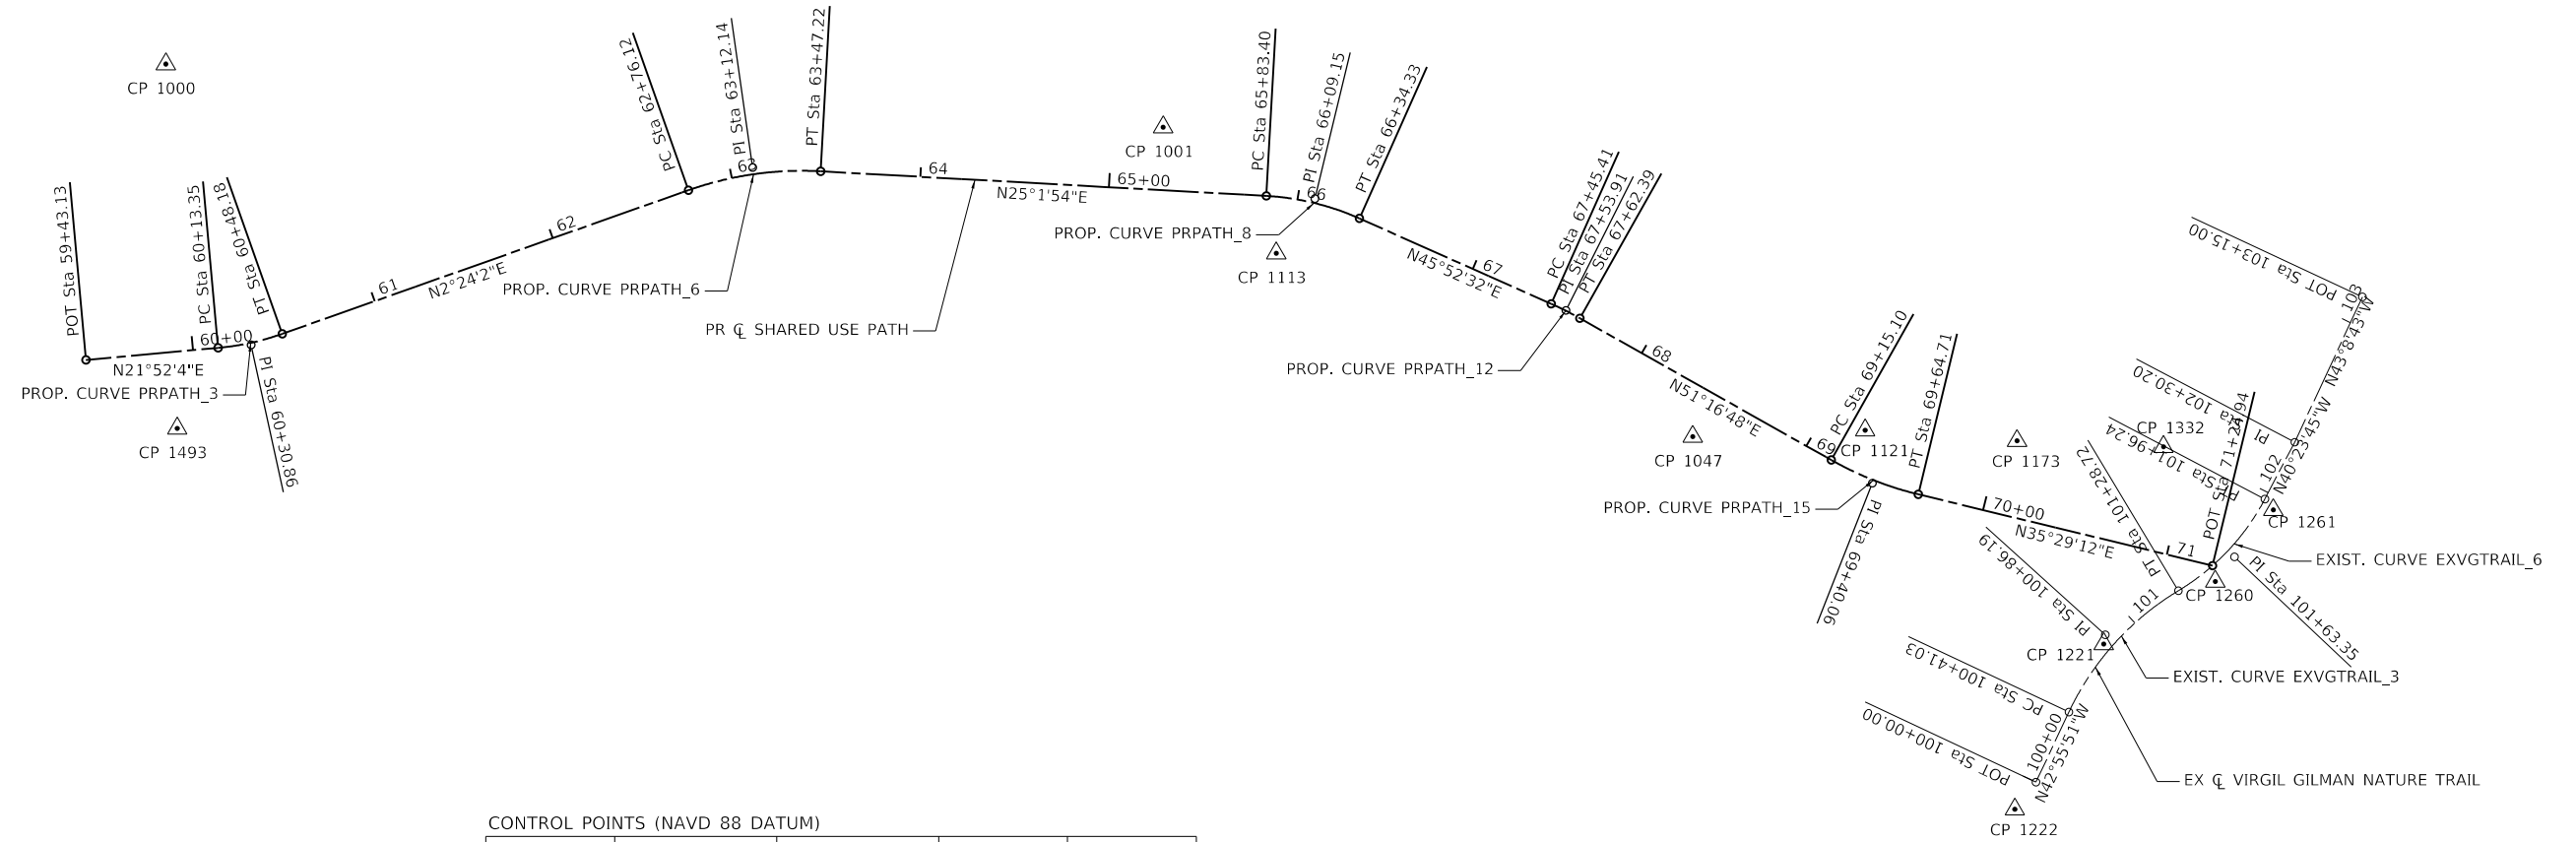 CP 1000
POT Sta 59+43.13
PC Sta 60+13.35
PT Sta 60+48.18
60+00
N21°52'4"E
PROP. CURVE PRPATH_3
PI Sta 60+30.86
CP 1493
61
N2°24'2"E
62
PC Sta 62+76.12
PI Sta 63+12.14
63
PT Sta 63+47.22
PROP. CURVE PRPATH_6
64
PR ℄ SHARED USE PATH
N25°1'54"E
65+00
CP 1001
PC Sta 65+83.40
PI Sta 66+09.15
66
PT Sta 66+34.33
PROP. CURVE PRPATH_8
CP 1113
N45°52'32"E
67
PC Sta 67+45.41
PI Sta 67+53.91
PT Sta 67+62.39
PROP. CURVE PRPATH_12
68
N51°16'48"E
CP 1047
69
PC Sta 69+15.10
CP 1121
PT Sta 69+64.71
PROP. CURVE PRPATH_15
PI Sta 69+40.06
CP 1173
70+00
N35°29'12"E
71
POT Sta 71+24.94
POT Sta 103+15.00
103
N43°8'43"W
PI Sta 102+30.20
CP 1332
PI Sta 101+96.24
102
N40°23'45"W
CP 1261
PT Sta 101+28.72
EXIST. CURVE EXVGTRAIL_6
CP 1260
PI Sta 101+63.35
PI Sta 100+86.19
101
CP 1221
EXIST. CURVE EXVGTRAIL_3
PC Sta 100+41.03
POT Sta 100+00.00
100+00
N42°55'51"W
EX ℄ VIRGIL GILMAN NATURE TRAIL
CP 1222
CONTROL POINTS (NAVD 88 DATUM)